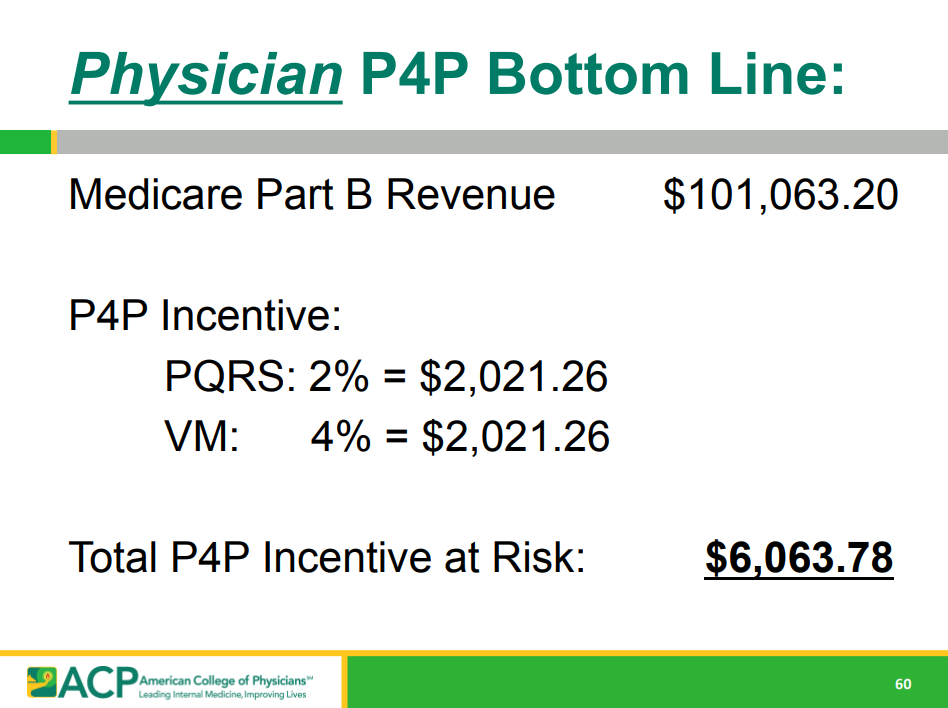 Physician P4P Bottom Line:
Medicare Part B Revenue $101,063.20
P4P Incentive:
PQRS: 2% = $2,021.26
VM: 4% = $2,021.26
Total P4P Incentive at Risk: $6,063.78
ACP American College of Physicians℠
Leading Internal Medicine, Improving Lives
60